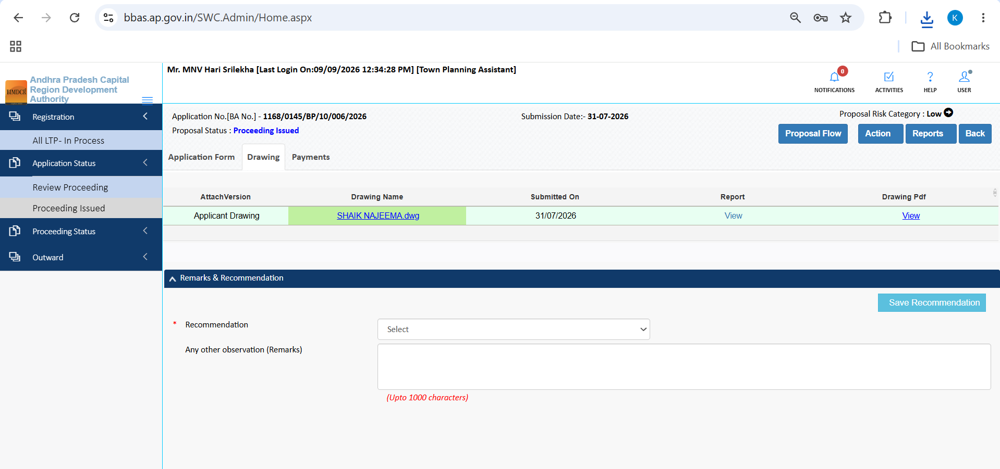 bbas.ap.gov.in/SWC.Admin/Home.aspx
K
All Bookmarks
BIMDCR
Andhra Pradesh Capital
Region Development
Authority
Mr. MNV Hari Srilekha [Last Login On:09/09/2026 12:34:28 PM] [Town Planning Assistant]
0
NOTIFICATIONS
ACTIVITIES
HELP
USER
Registration
All LTP- In Process
Application Status
Review Proceeding
Proceeding Issued
Proceeding Status
Outward
Application No.[BA No.] - 1168/0145/BP/10/006/2026
Submission Date:- 31-07-2026
Proposal Risk Category : Low
Proposal Status : Proceeding Issued
Proposal Flow
Action
Reports
Back
Application Form
Drawing
Payments
AttachVersion Drawing Name Submitted On Report Drawing Pdf
Applicant Drawing SHAIK NAJEEMA.dwg 31/07/2026 View View
Remarks & Recommendation
Save Recommendation
* Recommendation
Select
Any other observation (Remarks)
(Upto 1000 characters)